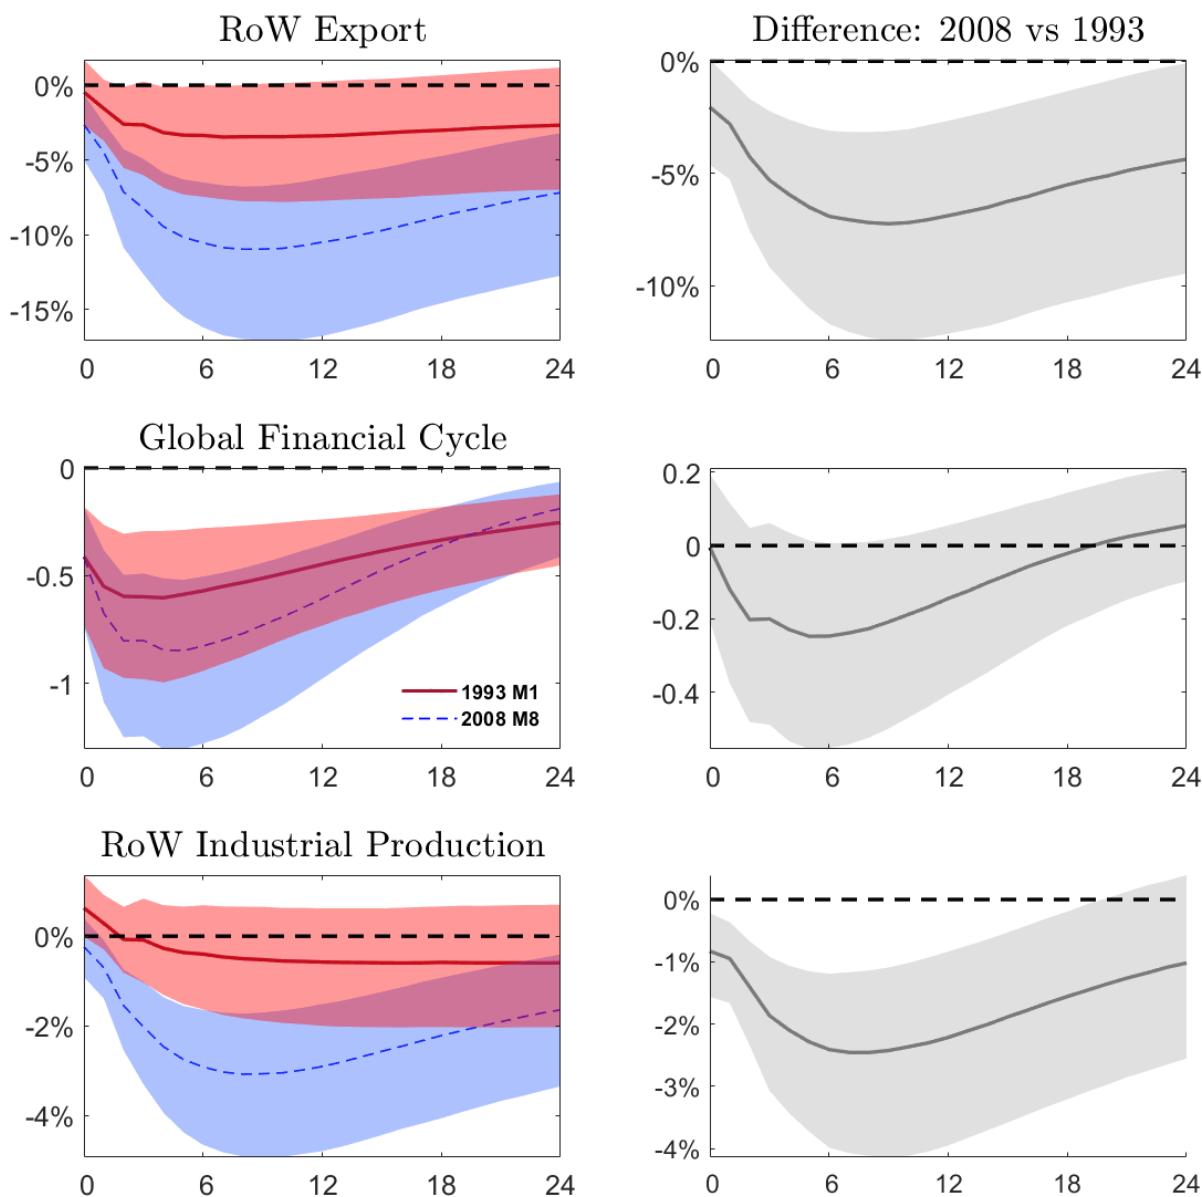 RoW Export
0%
-5%
-10%
-15%
0 6 12 18 24
Difference: 2008 vs 1993
0%
-5%
-10%
0 6 12 18 24
Global Financial Cycle
0
-0.5
-1
1993 M1
2008 M8
0 6 12 18 24
0.2
0
-0.2
-0.4
0 6 12 18 24
RoW Industrial Production
0%
-2%
-4%
0 6 12 18 24
0%
-1%
-2%
-3%
-4%
0 6 12 18 24